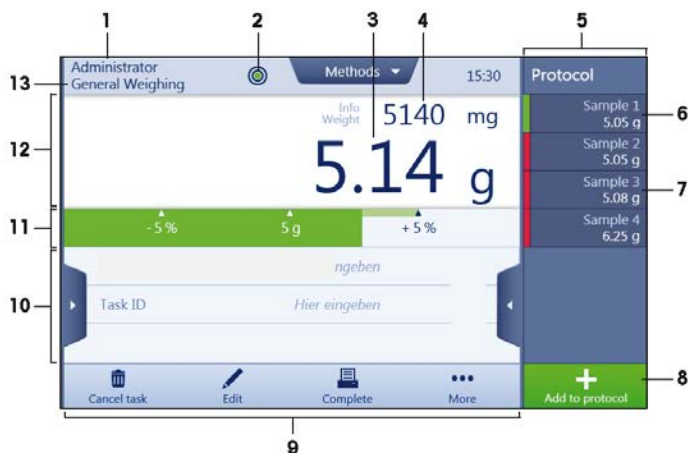 1
2
3
4
5
Administrator
General Weighing
Methods
15:30
Protocol
13
Info
Weight
5140 mg
5.14 g
12
Sample 1
5.05 g
6
Sample 2
5.05 g
Sample 3
5.08 g
7
Sample 4
6.25 g
11
- 5 %
5 g
+ 5 %
10
ngeben
Task ID
Hier eingeben
Cancel task
Edit
Complete
More
Add to protocol
8
9